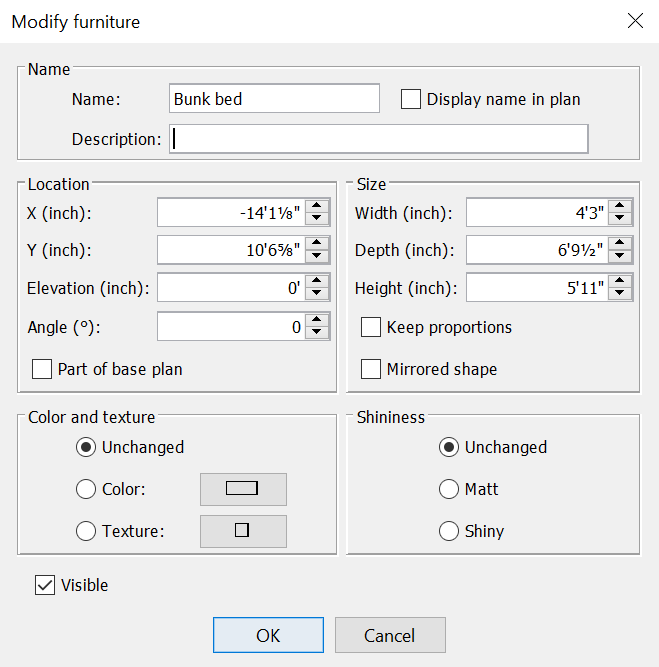 Modify furniture
Name
Name: Bunk bed Display name in plan
Description:
Location
X (inch): -14'1⅛"
Y (inch): 10'6⅝"
Elevation (inch): 0'
Angle (°): 0
Part of base plan
Size
Width (inch): 4'3"
Depth (inch): 6'9½"
Height (inch): 5'11"
Keep proportions
Mirrored shape
Color and texture
Unchanged
Color:
Texture:
Shininess
Unchanged
Matt
Shiny
Visible
OK Cancel